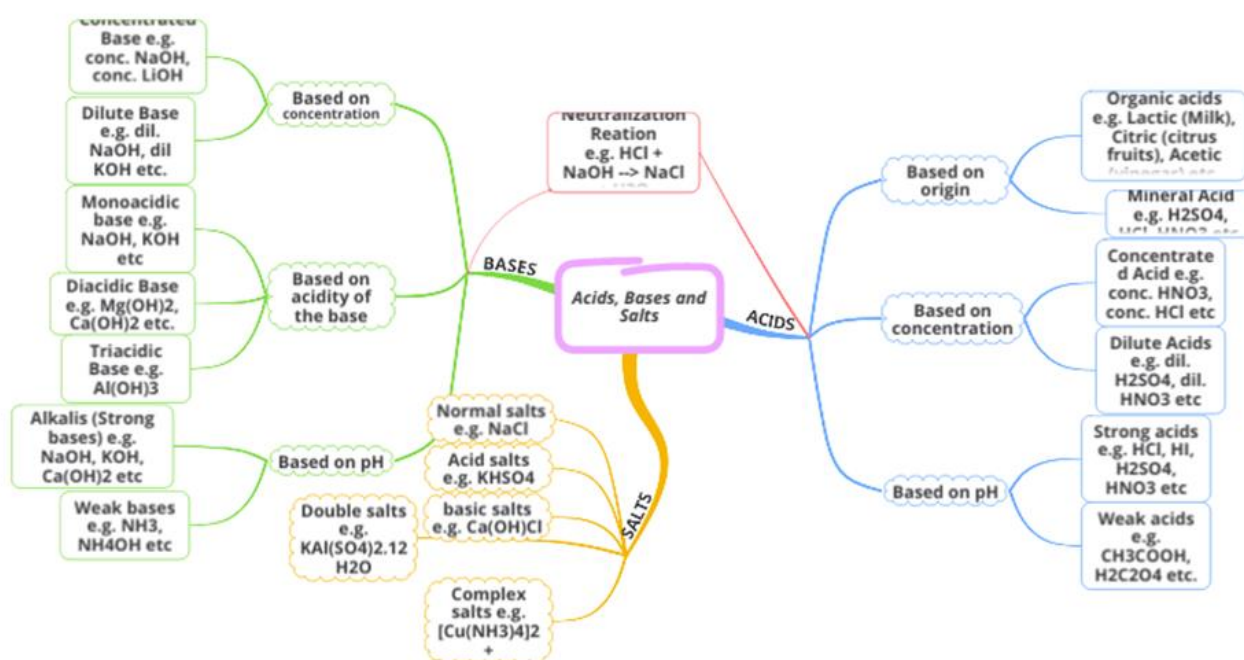 Concentrated
Base e.g.
conc. NaOH,
conc. LiOH
Based on
concentration
Dilute Base
e.g. dil.
NaOH, dil
KOH etc.
Monoacidic
base e.g.
NaOH, KOH
etc
Based on
acidity of
the base
Diacidic Base
e.g. Mg(OH)2,
Ca(OH)2 etc.
Triacidic
Base e.g.
Al(OH)3
Alkalis (Strong
bases) e.g.
NaOH, KOH,
Ca(OH)2 etc
Based on pH
Weak bases
e.g. NH3,
NH4OH etc
BASES
Neutralization
Reation
e.g. HCl +
NaOH --> NaCl
Acids, Bases and
Salts
ACIDS
Based on
origin
Organic acids
e.g. Lactic (Milk),
Citric (citrus
fruits), Acetic
(vinegar) etc
Mineral Acid
e.g. H2SO4,
HCl, HNO3 etc
Based on
concentration
Concentrate
d Acid e.g.
conc. HNO3,
conc. HCl etc
Dilute Acids
e.g. dil.
H2SO4, dil.
HNO3 etc
Based on pH
Strong acids
e.g. HCl, HI,
H2SO4,
HNO3 etc
Weak acids
e.g.
CH3COOH,
H2C2O4 etc.
SALTS
Normal salts
e.g. NaCl
Acid salts
e.g. KHSO4
basic salts
e.g. Ca(OH)Cl
Double salts
e.g.
KAl(SO4)2.12
H2O
Complex
salts e.g.
[Cu(NH3)4]2
+